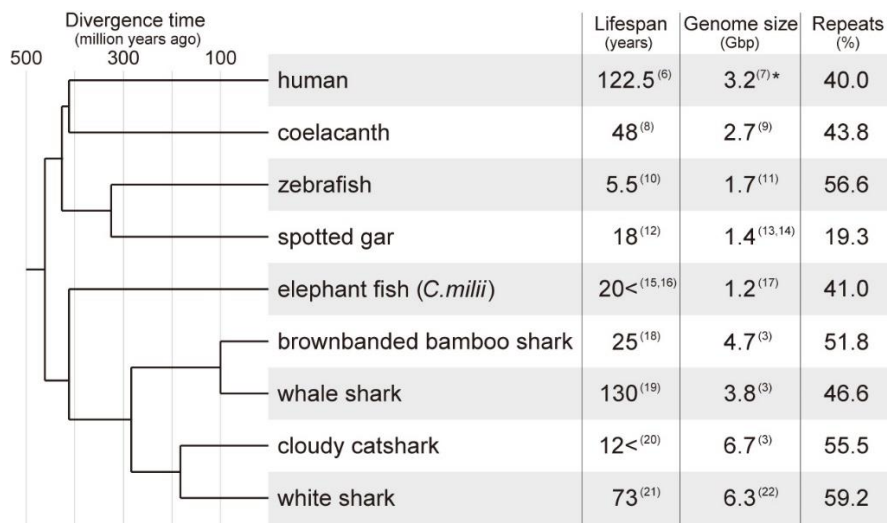 Divergence time
(million years ago)
500 300 100
Lifespan
(years)
Genome size
(Gbp)
Repeats
(%)
human 122.5(6) 3.2(7)* 40.0
coelacanth 48(8) 2.7(9) 43.8
zebrafish 5.5(10) 1.7(11) 56.6
spotted gar 18(12) 1.4(13,14) 19.3
elephant fish (C.milii) 20<(15,16) 1.2(17) 41.0
brownbanded bamboo shark 25(18) 4.7(3) 51.8
whale shark 130(19) 3.8(3) 46.6
cloudy catshark 12<(20) 6.7(3) 55.5
white shark 73(21) 6.3(22) 59.2